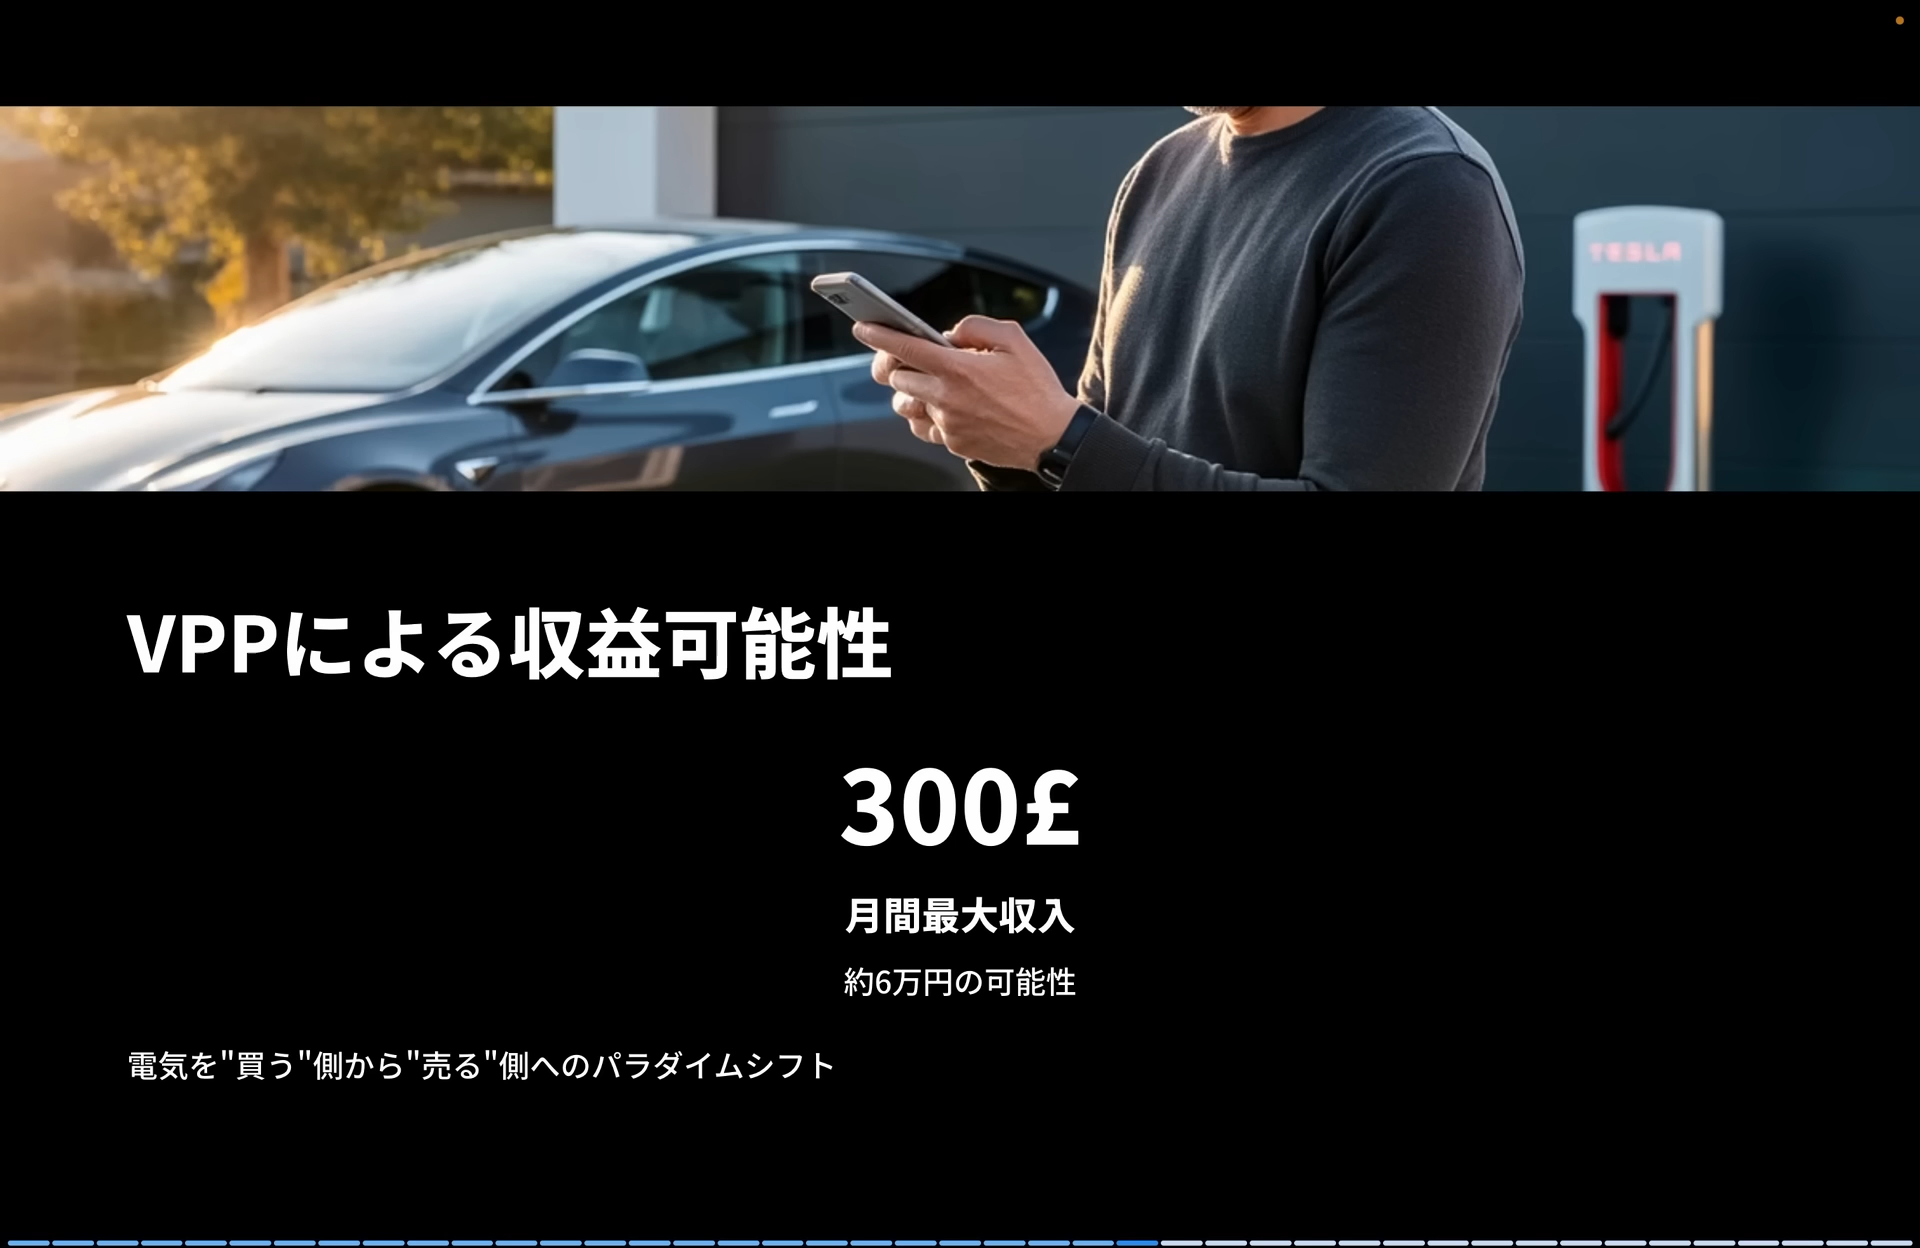 TESLA
VPPによる収益可能性
300£
月間最大収入
約6万円の可能性
電気を"買う"側から"売る"側へのパラダイムシフト